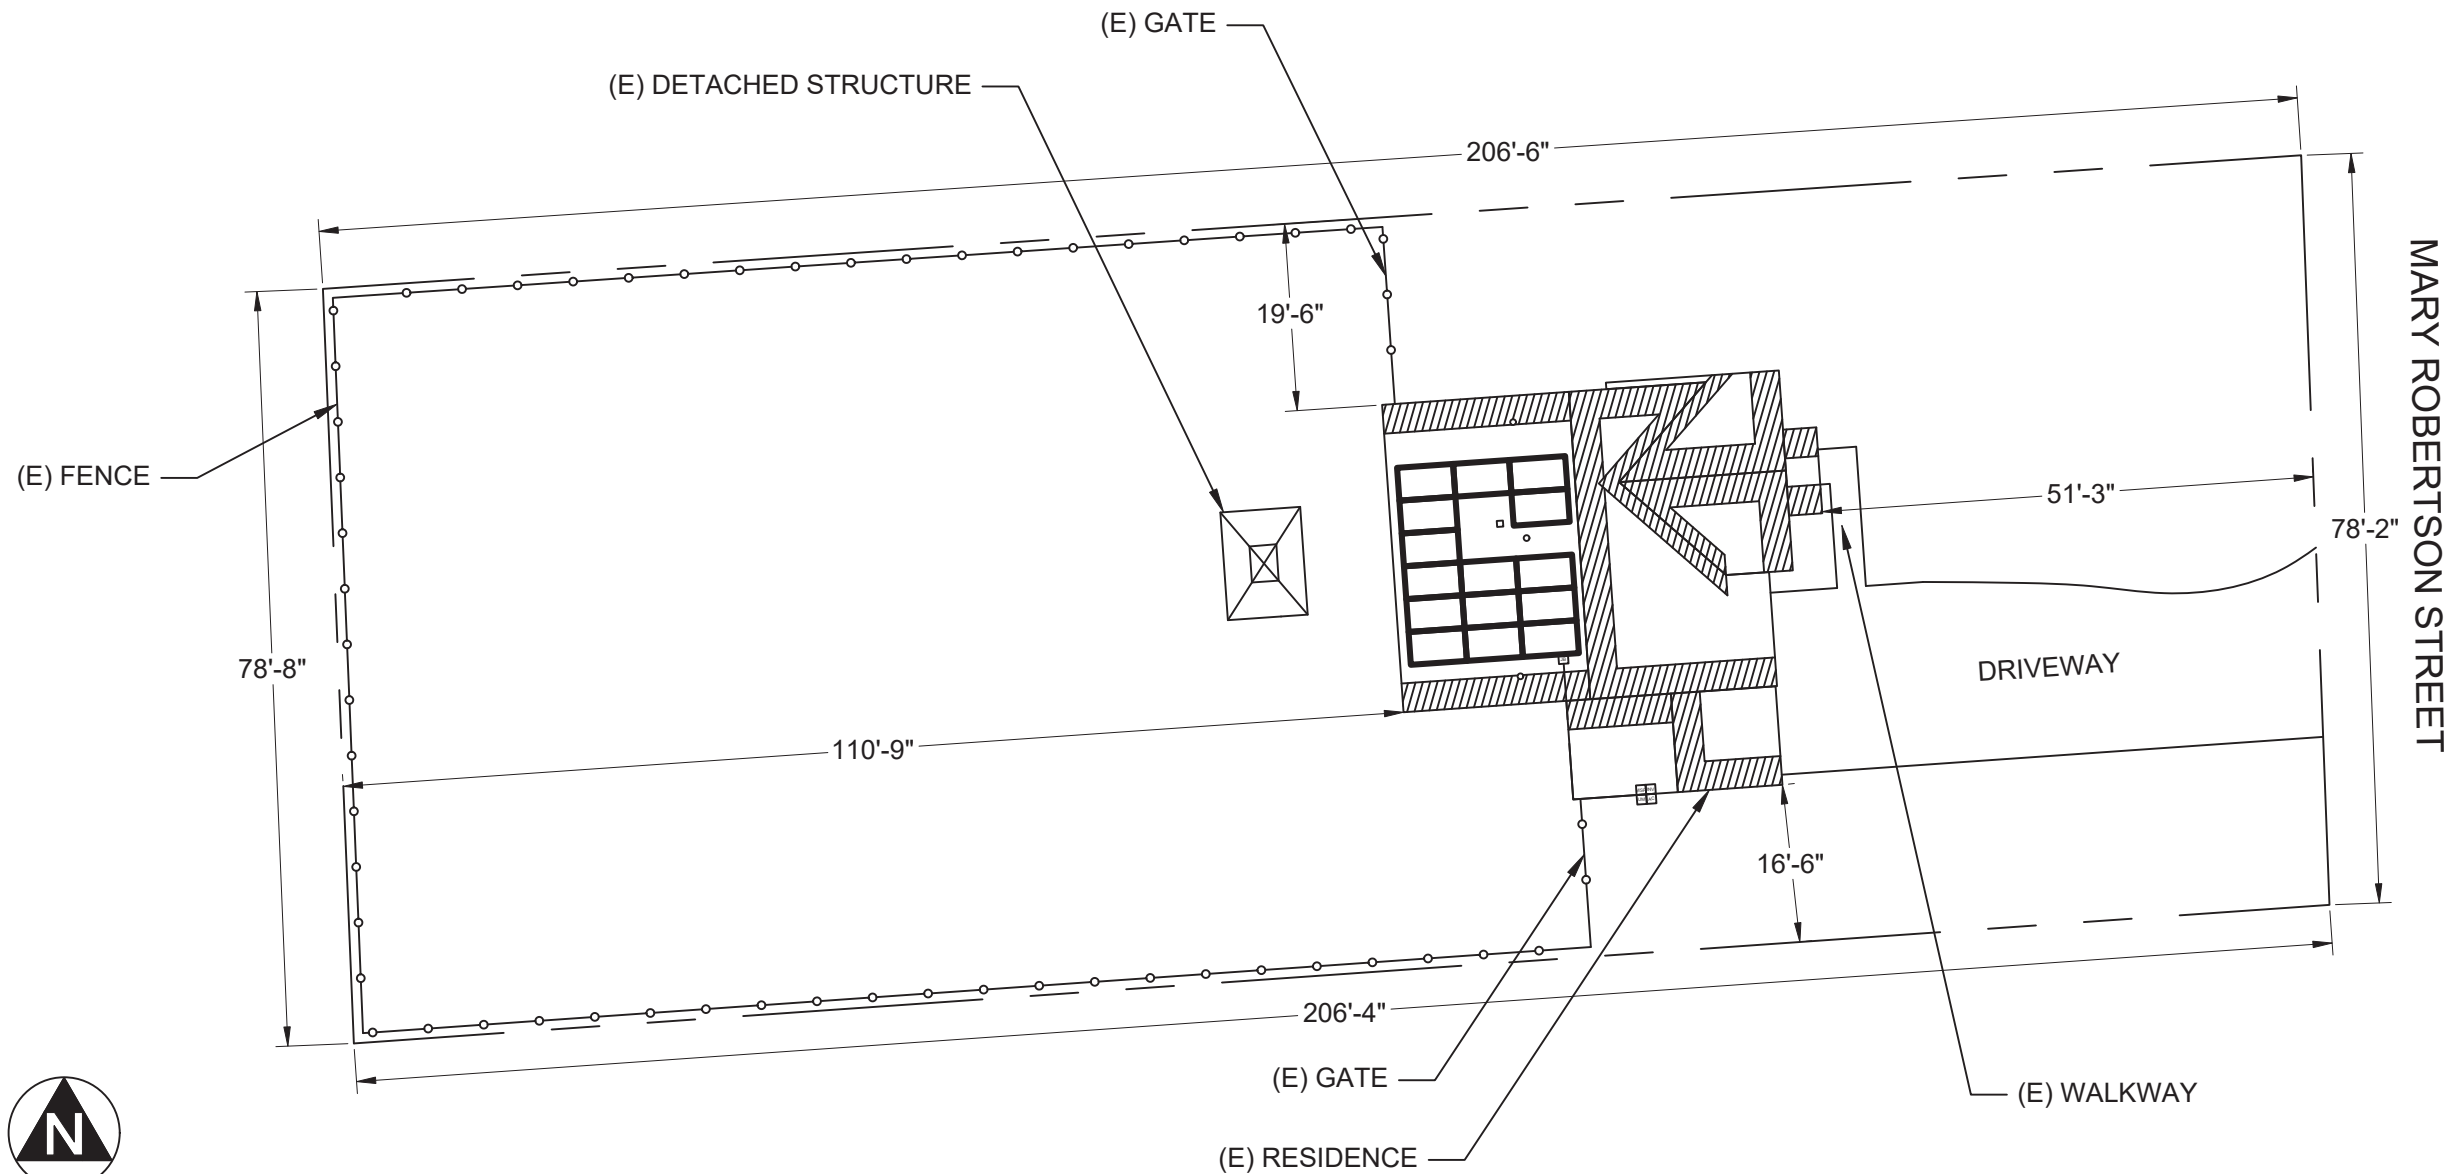 (E) GATE
(E) DETACHED STRUCTURE
206'-6"
19'-6"
MARY ROBERTSON STREET
(E) FENCE
51'-3"
78'-2"
78'-8"
DRIVEWAY
110'-9"
16'-6"
206'-4"
(E) GATE
(E) WALKWAY
(E) RESIDENCE
N